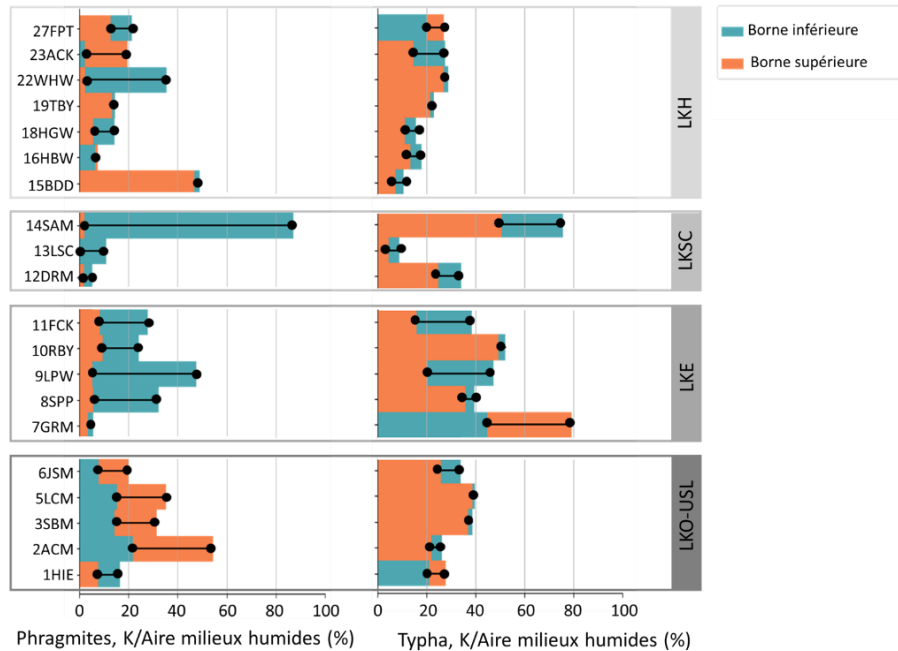 Borne inférieure
Borne supérieure
27FPT
23ACK
22WHW
19TBY
18HGW
16HBW
15BDD
LKH
14SAM
13LSC
12DRM
LKSC
11FCK
10RBY
9LPW
8SPP
7GRM
LKE
6JSM
5LCM
3SBM
2ACM
1HIE
LKO-USL
0 20 40 60 80 100
0 20 40 60 80 100
Phragmites, K/Aire milieux humides (%)
Typha, K/Aire milieux humides (%)